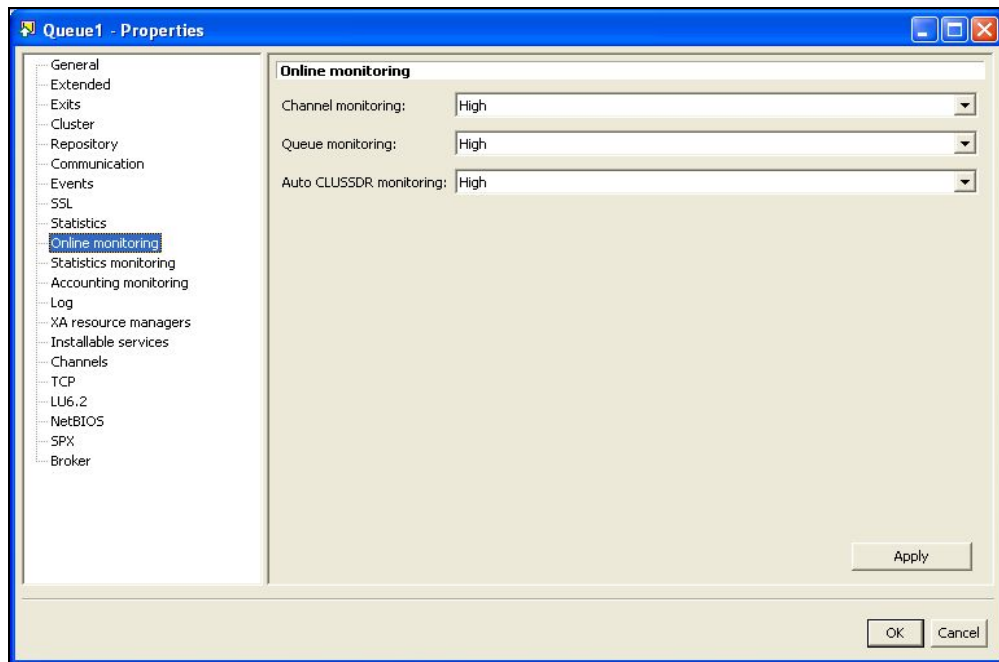 Queue1 - Properties
General
Extended
Exits
Cluster
Repository
Communication
Events
SSL
Statistics
Online monitoring
Statistics monitoring
Accounting monitoring
Log
XA resource managers
Installable services
Channels
TCP
LU6.2
NetBIOS
SPX
Broker
Online monitoring
Channel monitoring: High
Queue monitoring: High
Auto CLUSSDR monitoring: High
Apply
OK Cancel